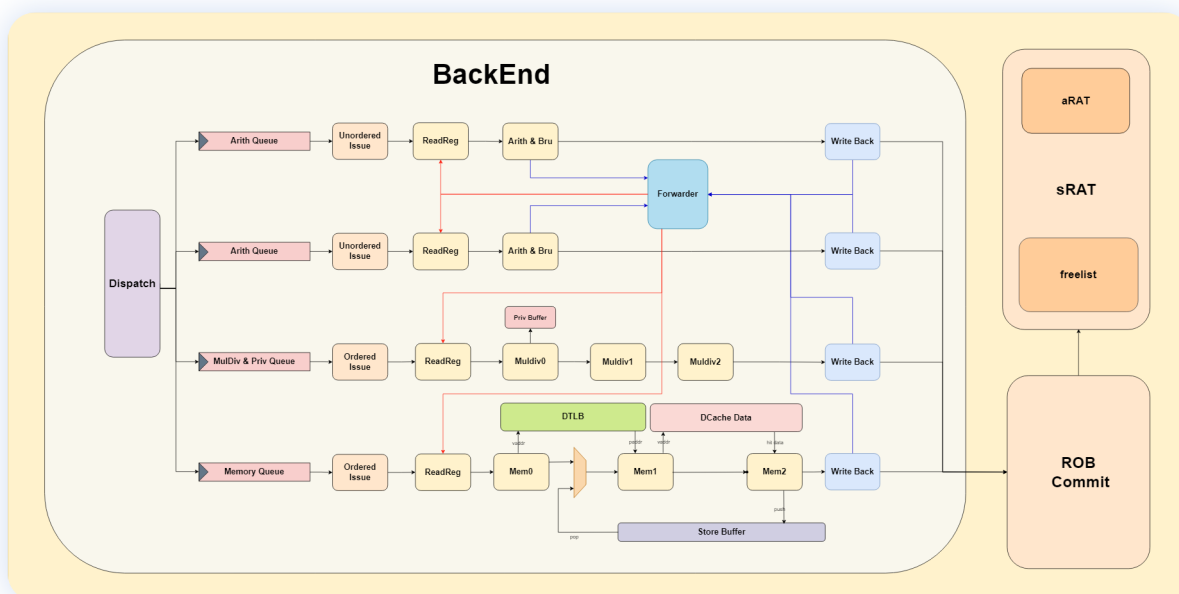 BackEnd
aRAT
sRAT
freelist
Dispatch
Arith Queue
Unordered
Issue
ReadReg
Arith & Bru
Write Back
Forwarder
Arith Queue
Unordered
Issue
ReadReg
Arith & Bru
Write Back
Priv Buffer
MulDiv & Priv Queue
Ordered
Issue
ReadReg
Muldiv0
Muldiv1
Muldiv2
Write Back
DTLB
DCache Data
vaddr
paddr
vaddr
hit data
Memory Queue
Ordered
Issue
ReadReg
Mem0
Mem1
Mem2
Write Back
push
pop
Store Buffer
ROB
Commit